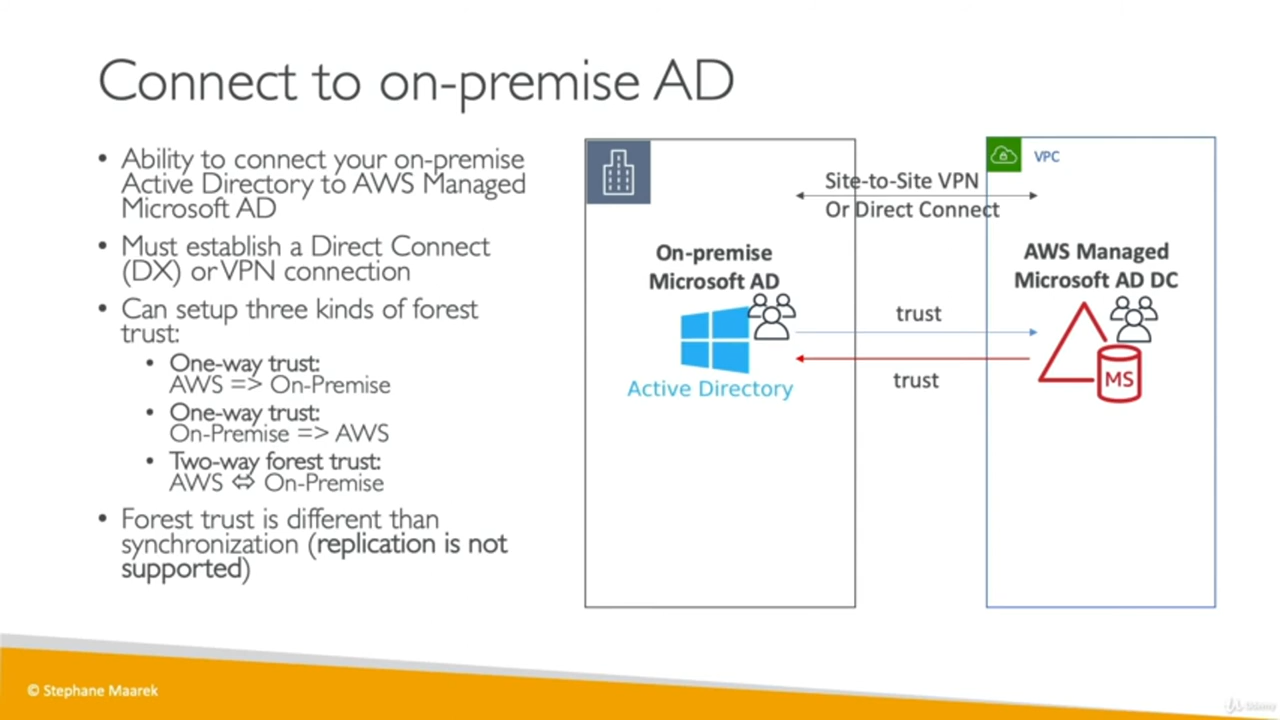 Connect to on-premise AD
• Ability to connect your on-premise
Active Directory to AWS Managed
Microsoft AD
• Must establish a Direct Connect
(DX) or VPN connection
• Can setup three kinds of forest
trust:
• One-way trust:
AWS => On-Premise
• One-way trust:
On-Premise => AWS
• Two-way forest trust:
AWS ⇔ On-Premise
• Forest trust is different than
synchronization (replication is not
supported)
Site-to-Site VPN
Or Direct Connect
VPC
On-premise
Microsoft AD
Active Directory
trust
trust
AWS Managed
Microsoft AD DC
MS
© Stephane Maarek
Udemy